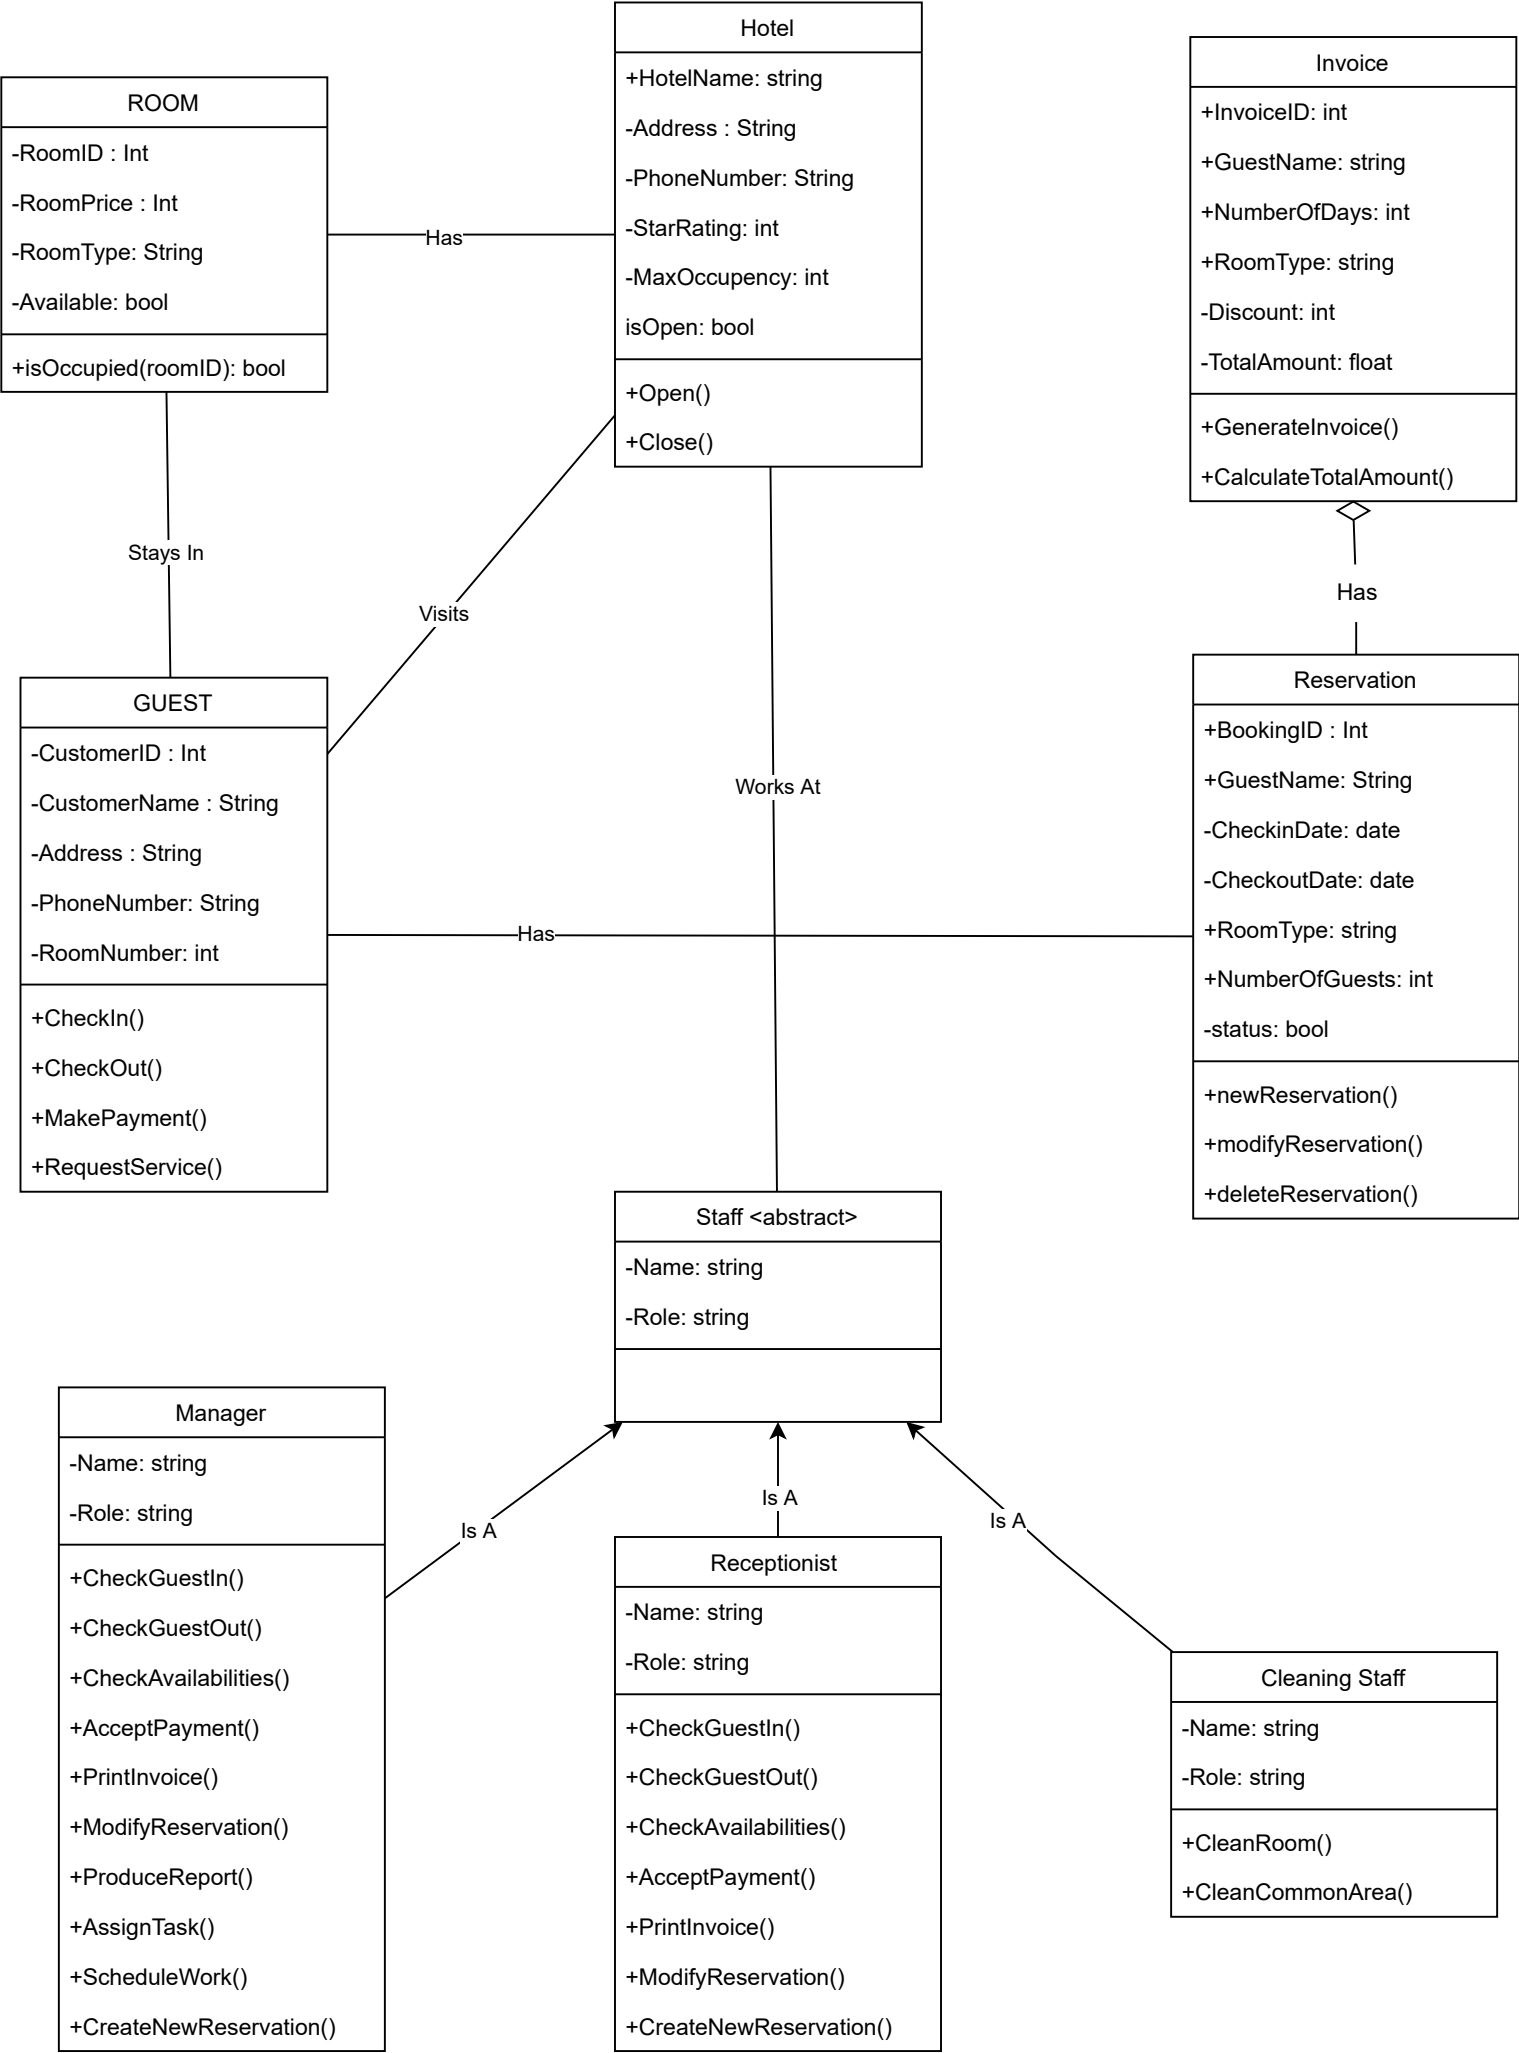 Hotel
+HotelName: string
-Address : String
-PhoneNumber: String
-StarRating: int
-MaxOccupency: int
isOpen: bool
+Open()
+Close()
Invoice
+InvoiceID: int
+GuestName: string
+NumberOfDays: int
+RoomType: string
-Discount: int
-TotalAmount: float
+GenerateInvoice()
+CalculateTotalAmount()
ROOM
-RoomID : Int
-RoomPrice : Int
-RoomType: String
-Available: bool
+isOccupied(roomID): bool
Has
Stays In
Visits
Has
Works At
GUEST
-CustomerID : Int
-CustomerName : String
-Address : String
-PhoneNumber: String
-RoomNumber: int
+CheckIn()
+CheckOut()
+MakePayment()
+RequestService()
Has
Reservation
+BookingID : Int
+GuestName: String
-CheckinDate: date
-CheckoutDate: date
+RoomType: string
+NumberOfGuests: int
-status: bool
+newReservation()
+modifyReservation()
+deleteReservation()
Staff <abstract>
-Name: string
-Role: string
Is A
Is A
Is A
Manager
-Name: string
-Role: string
+CheckGuestIn()
+CheckGuestOut()
+CheckAvailabilities()
+AcceptPayment()
+PrintInvoice()
+ModifyReservation()
+ProduceReport()
+AssignTask()
+ScheduleWork()
+CreateNewReservation()
Receptionist
-Name: string
-Role: string
+CheckGuestIn()
+CheckGuestOut()
+CheckAvailabilities()
+AcceptPayment()
+PrintInvoice()
+ModifyReservation()
+CreateNewReservation()
Cleaning Staff
-Name: string
-Role: string
+CleanRoom()
+CleanCommonArea()